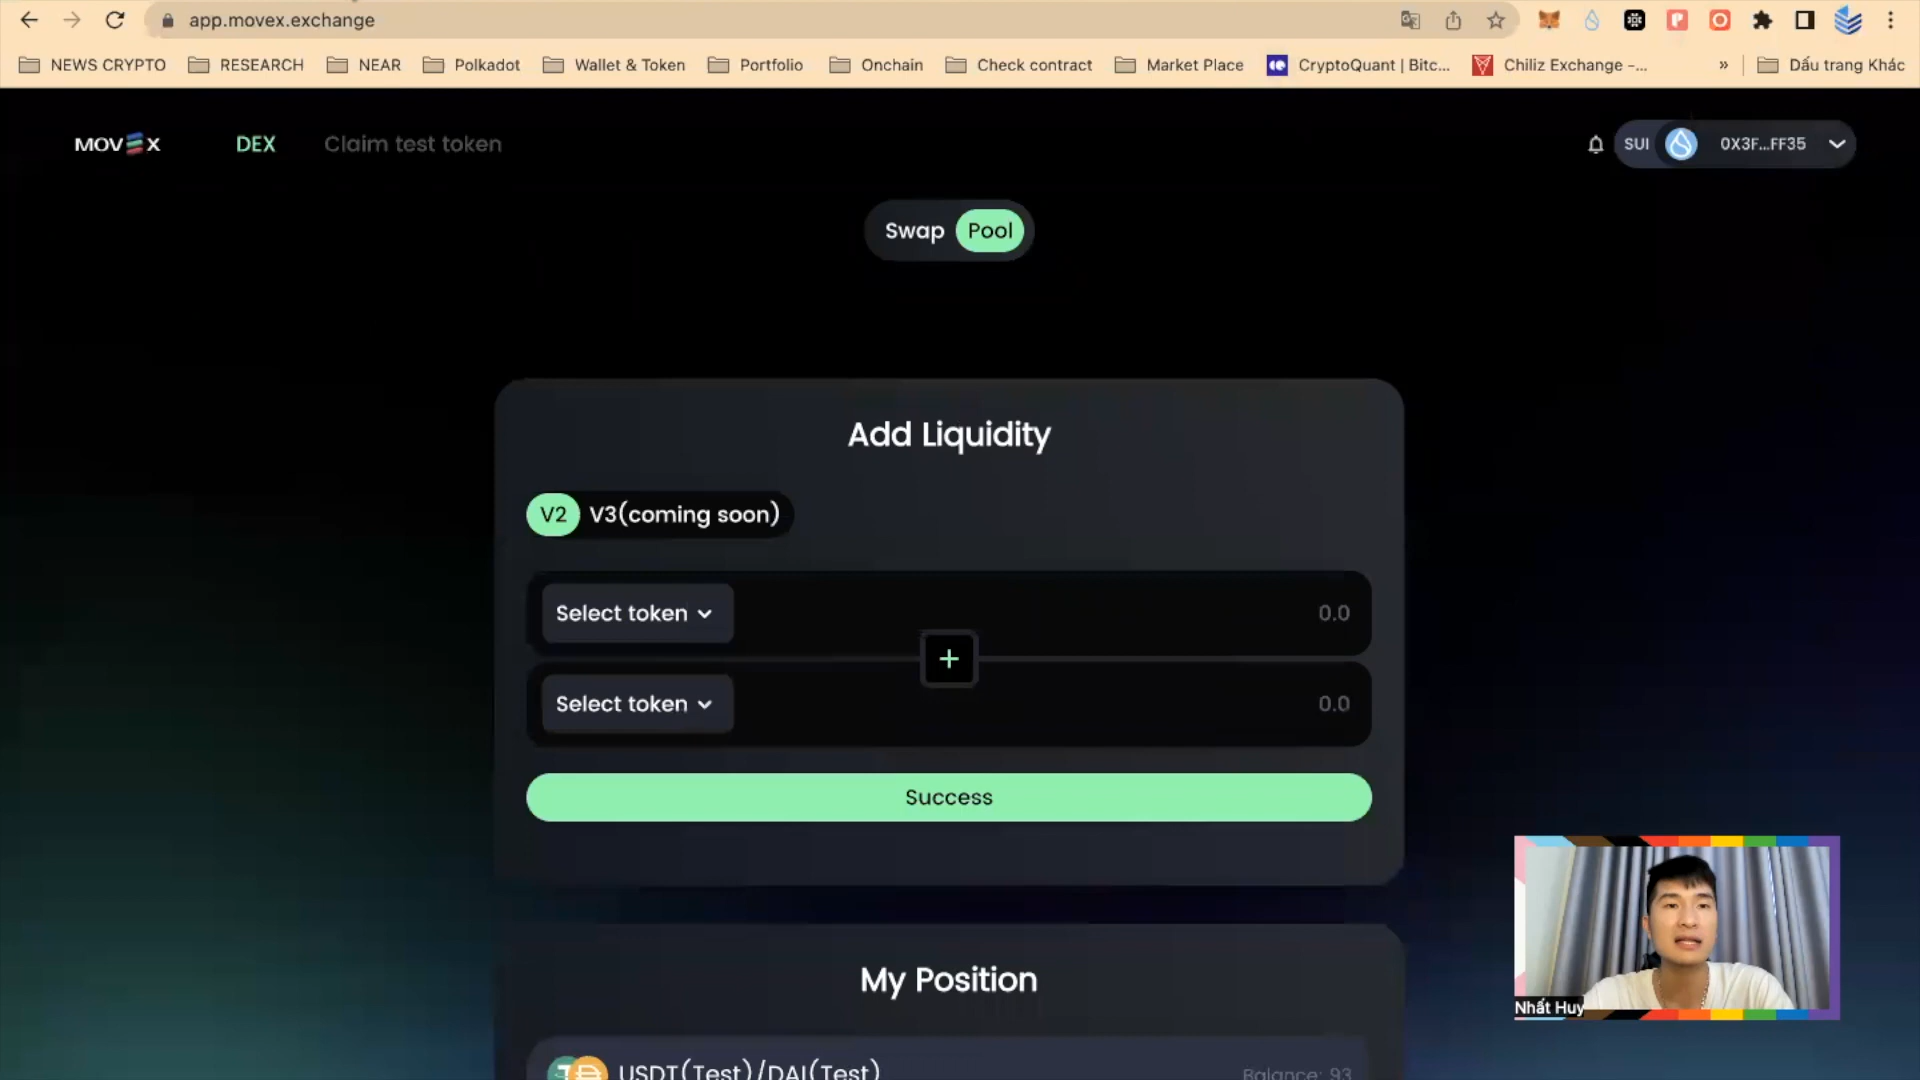 app.movex.exchange
NEWS CRYPTO RESEARCH NEAR Polkadot Wallet & Token Portfolio Onchain Check contract Market Place CryptoQuant | Bitc... Chiliz Exchange -... » Dấu trang Khác
MOVEX DEX Claim test token SUI 0X3F...FF35
Swap Pool
Add Liquidity
V2 V3(coming soon)
Select token 0.0
+
Select token 0.0
Success
My Position
USDT(Test)/DAI(Test) Balance: 93
Nhất Huy